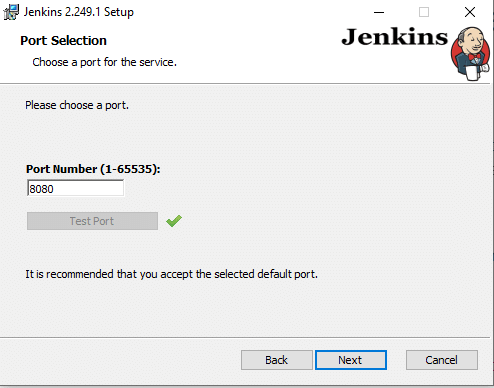 Jenkins 2.249.1 Setup
Port Selection
Choose a port for the service.
Jenkins
Please choose a port.
Port Number (1-65535):
8080
Test Port
It is recommended that you accept the selected default port.
Back
Next
Cancel